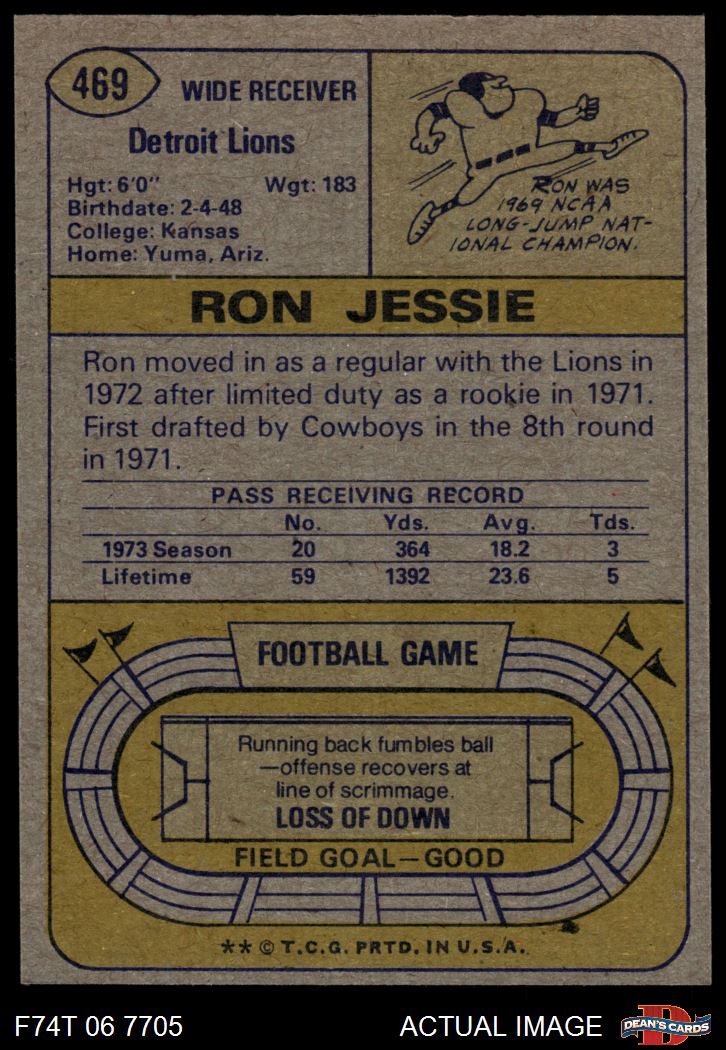 469
WIDE RECEIVER
Detroit Lions
Hgt: 6'0" Wgt: 183
Birthdate: 2-4-48
College: Kansas
Home: Yuma, Ariz.
RON WAS
1969 NCAA
LONG-JUMP NAT-
IONAL CHAMPION.
RON JESSIE
Ron moved in as a regular with the Lions in
1972 after limited duty as a rookie in 1971.
First drafted by Cowboys in the 8th round
in 1971.
PASS RECEIVING RECORD
No. Yds. Avg. Tds.
1973 Season 20 364 18.2 3
Lifetime 59 1392 23.6 5
FOOTBALL GAME
Running back fumbles ball
—offense recovers at
line of scrimmage.
LOSS OF DOWN
FIELD GOAL—GOOD
** © T.C.G. PRTD. IN U.S.A.
F74T 06 7705 ACTUAL IMAGE
D
DEAN'S CARDS